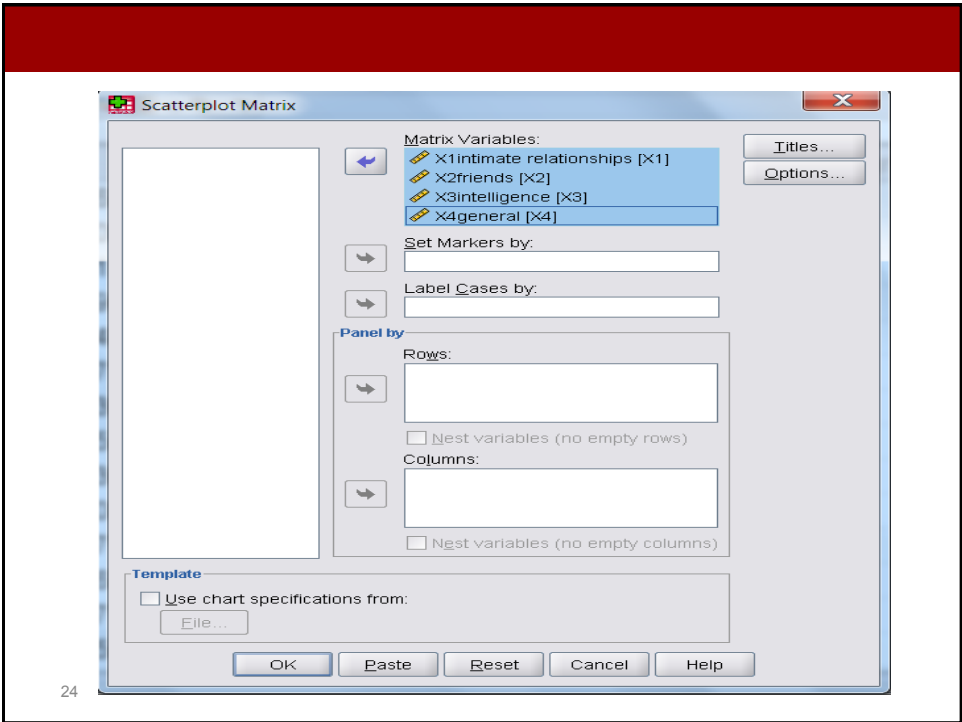 Scatterplot Matrix
Matrix Variables:
X1intimate relationships [X1]
X2friends [X2]
X3intelligence [X3]
X4general [X4]
Titles...
Options...
Set Markers by:
Label Cases by:
Panel by
Rows:
Nest variables (no empty rows)
Columns:
Nest variables (no empty columns)
Template
Use chart specifications from:
File...
OK Paste Reset Cancel Help
24